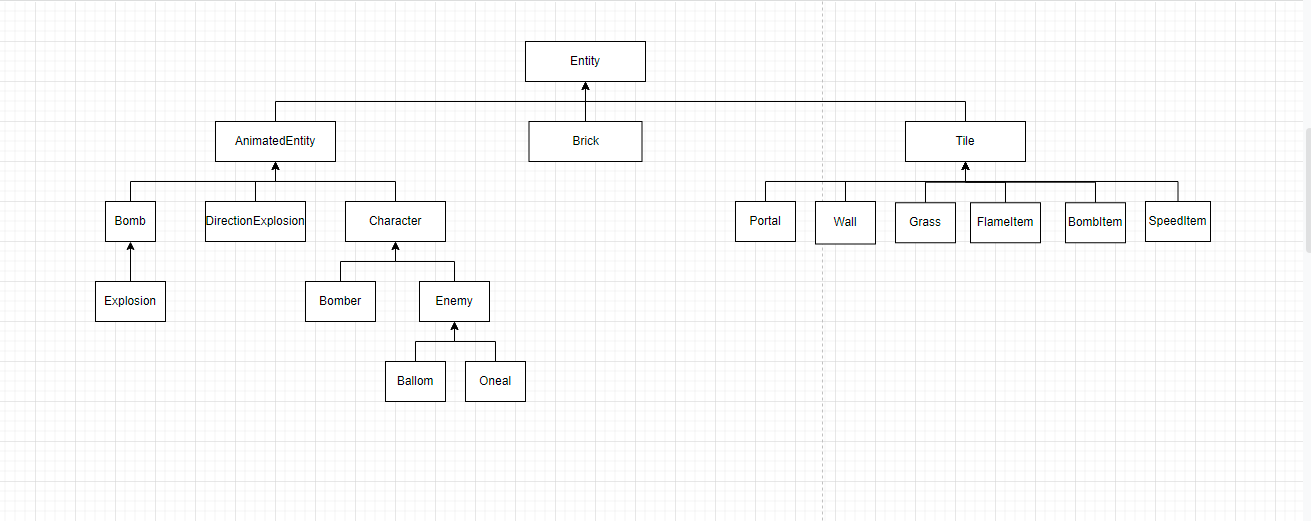 Entity
AnimatedEntity
Brick
Tile
Bomb
DirectionExplosion
Character
Portal
Wall
Grass
FlameItem
BombItem
SpeedItem
Explosion
Bomber
Enemy
Ballom
Oneal